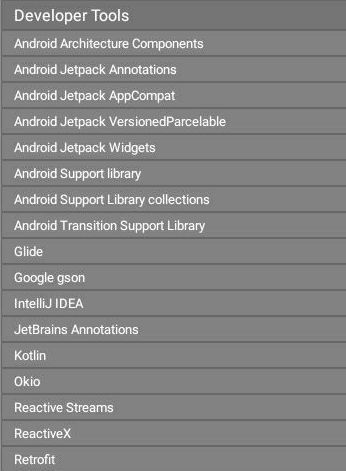 Developer Tools
Android Architecture Components
Android Jetpack Annotations
Android Jetpack AppCompat
Android Jetpack VersionedParcelable
Android Jetpack Widgets
Android Support library
Android Support Library collections
Android Transition Support Library
Glide
Google gson
IntelliJ IDEA
JetBrains Annotations
Kotlin
Okio
Reactive Streams
ReactiveX
Retrofit